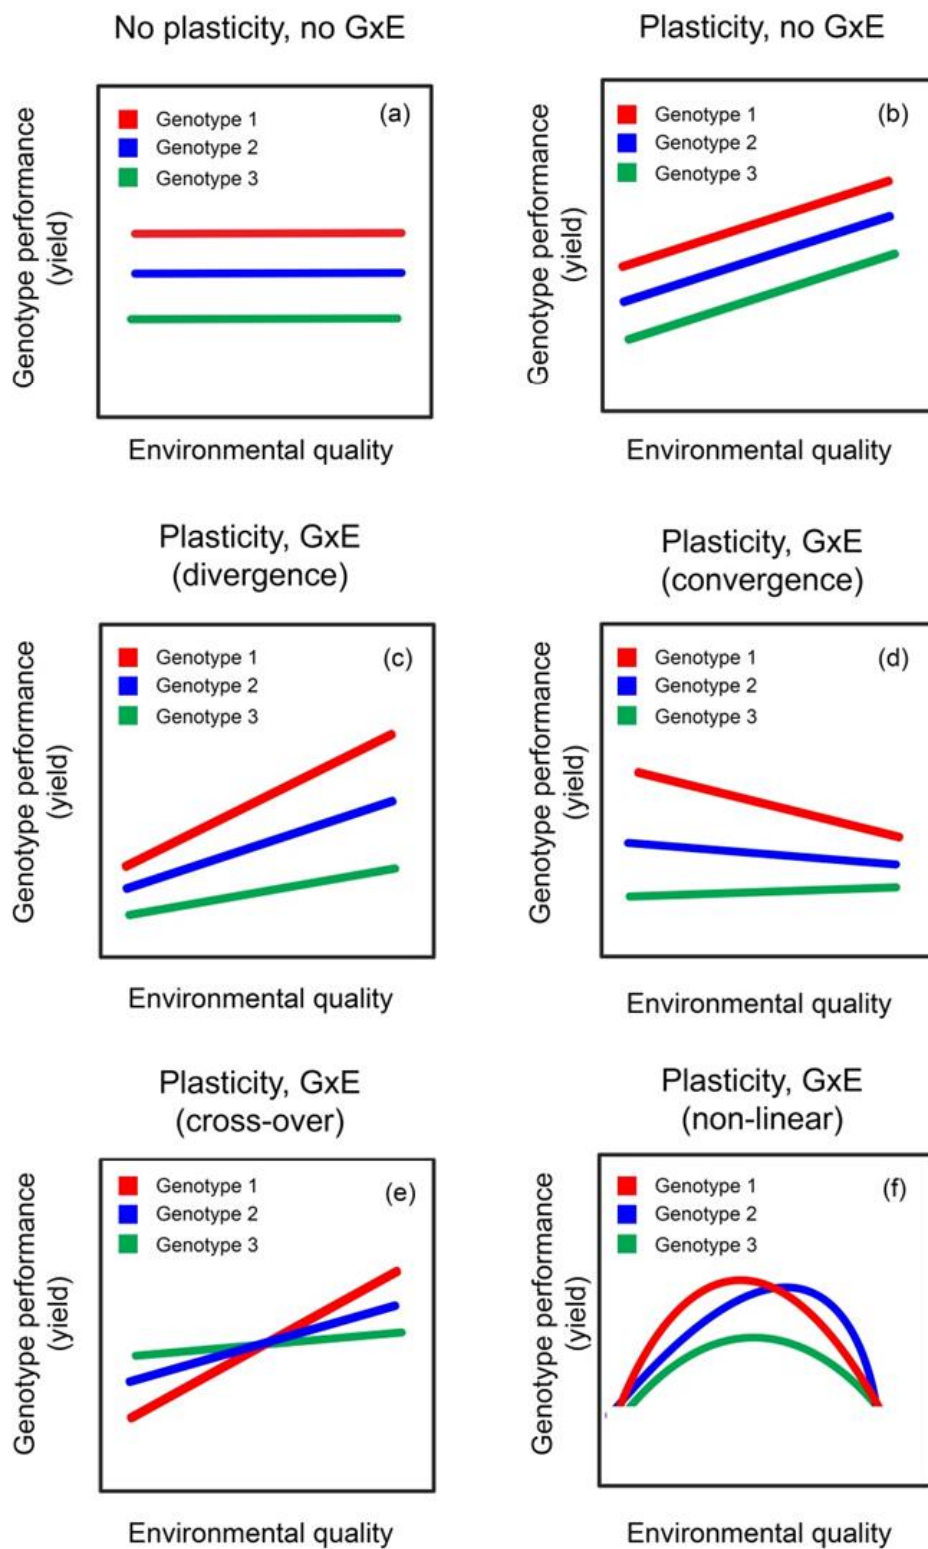 No plasticity, no GxE
Genotype performance
(yield)
Genotype 1
Genotype 2
Genotype 3
(a)
Environmental quality
Plasticity, no GxE
Genotype performance
(yield)
Genotype 1
Genotype 2
Genotype 3
(b)
Environmental quality
Plasticity, GxE
(divergence)
Genotype performance
(yield)
Genotype 1
Genotype 2
Genotype 3
(c)
Environmental quality
Plasticity, GxE
(convergence)
Genotype performance
(yield)
Genotype 1
Genotype 2
Genotype 3
(d)
Environmental quality
Plasticity, GxE
(cross-over)
Genotype performance
(yield)
Genotype 1
Genotype 2
Genotype 3
(e)
Environmental quality
Plasticity, GxE
(non-linear)
Genotype performance
(yield)
Genotype 1
Genotype 2
Genotype 3
(f)
Environmental quality